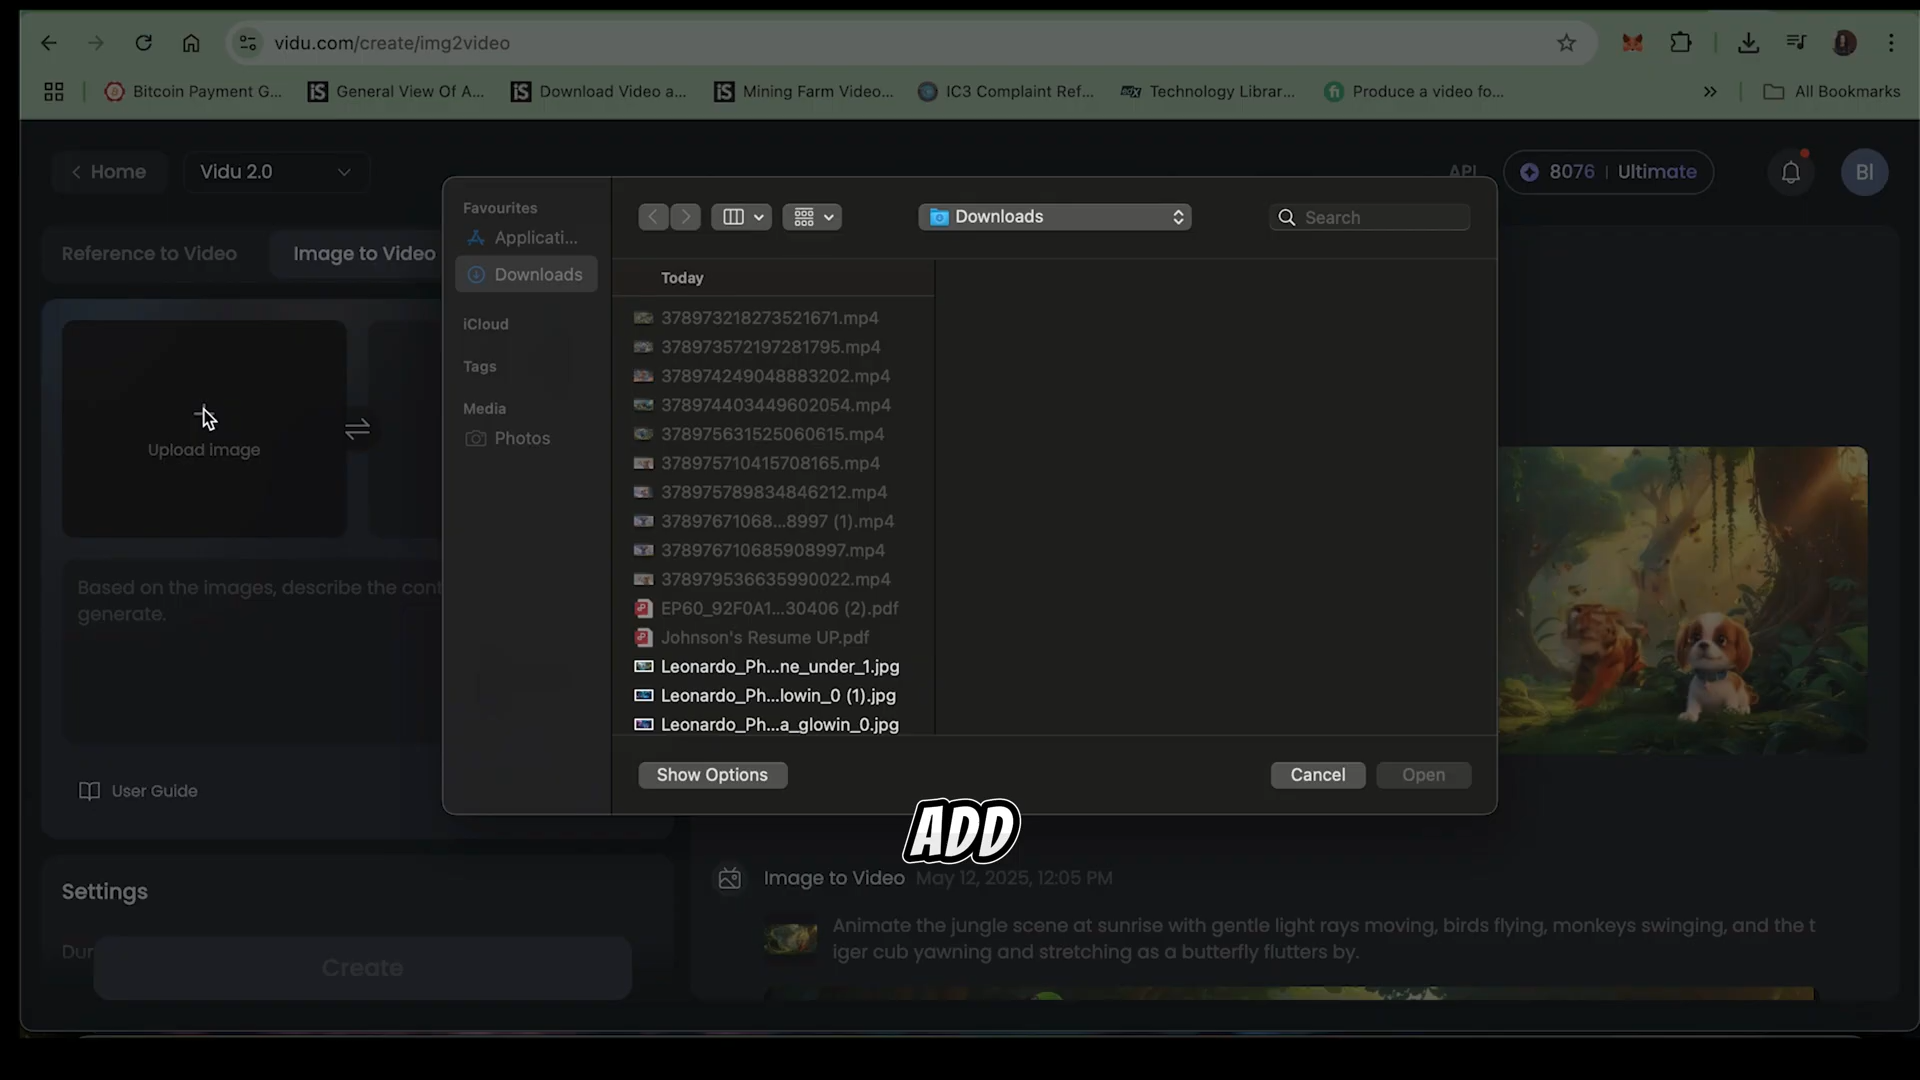 vidu.com/create/img2video
Bitcoin Payment G...
General View Of A...
Download Video a...
Mining Farm Video...
IC3 Complaint Ref...
Technology Librar...
Produce a video fo...
All Bookmarks
Home
Vidu 2.0
API
8076 | Ultimate
Bl
Reference to Video
Image to Video
Upload image
Based on the images, describe the cont
generate.
User Guide
Settings
Dur
Create
Favourites
Applicati...
Downloads
iCloud
Tags
Media
Photos
Downloads
Search
Today
378973218273521671.mp4
378973572197281795.mp4
378974249048883202.mp4
378974403449602054.mp4
378975631525060615.mp4
378975710415708165.mp4
378975789834846212.mp4
37897671068...8997 (1).mp4
378976710685908997.mp4
378979536635990022.mp4
EP60_92F0A1...30406 (2).pdf
Johnson's Resume UP.pdf
Leonardo_Ph...ne_under_1.jpg
Leonardo_Ph...lowin_0 (1).jpg
Leonardo_Ph...a_glowin_0.jpg
Show Options
Cancel
Open
ADD
Image to Video May 12, 2025, 12:05 PM
Animate the jungle scene at sunrise with gentle light rays moving, birds flying, monkeys swinging, and the t
iger cub yawning and stretching as a butterfly flutters by.